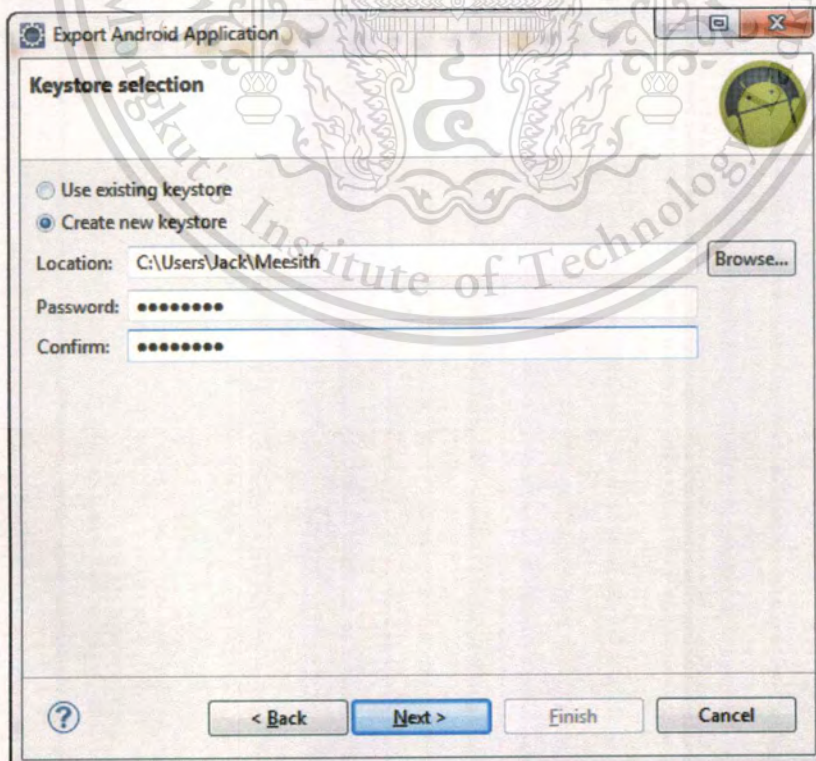 Export Android Application
Keystore selection
Use existing keystore
Create new keystore
Location: C:\Users\Jack\Meesith Browse...
Password: ●●●●●●●●
Confirm: ●●●●●●●●
< Back Next > Finish Cancel
Institute of Technology